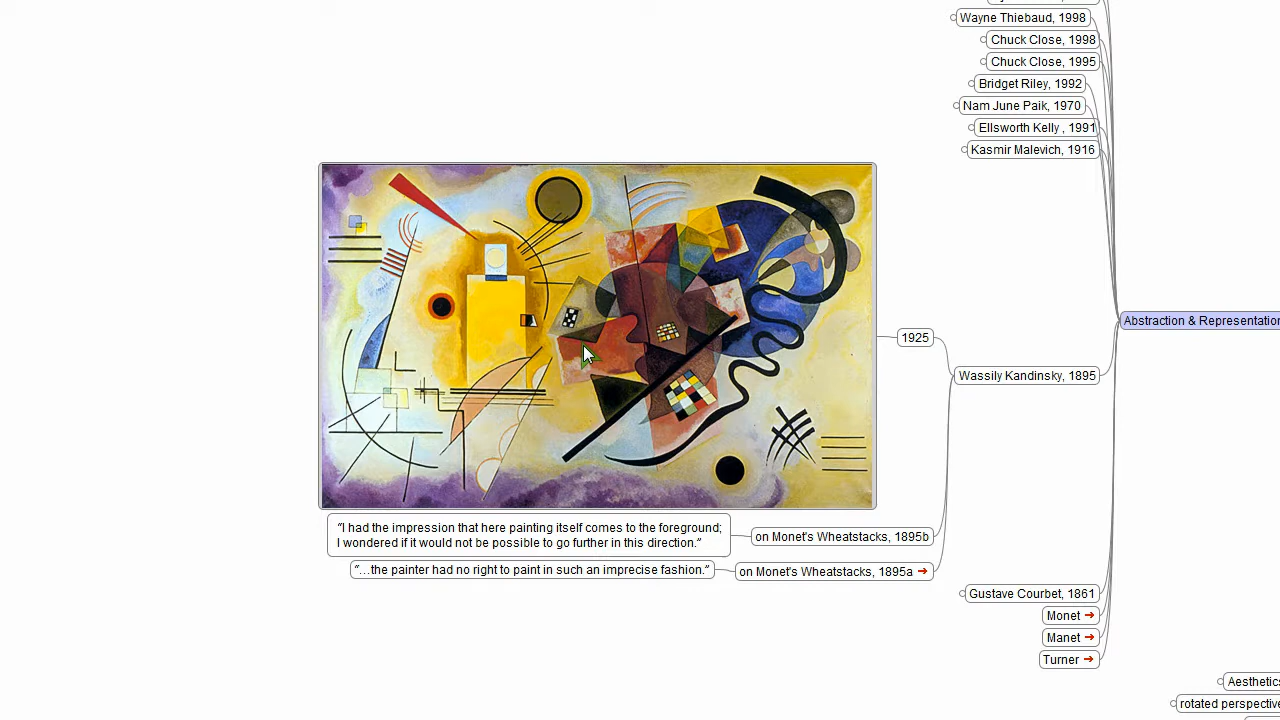 Wayne Thiebaud, 1998
Chuck Close, 1998
Chuck Close, 1995
Bridget Riley, 1992
Nam June Paik, 1970
Ellsworth Kelly , 1991
Kasmir Malevich, 1916
Abstraction & Representation
1925
Wassily Kandinsky, 1895
“I had the impression that here painting itself comes to the foreground;
I wondered if it would not be possible to go further in this direction.”
on Monet's Wheatstacks, 1895b
“…the painter had no right to paint in such an imprecise fashion.”
on Monet's Wheatstacks, 1895a
Gustave Courbet, 1861
Monet
Manet
Turner
Aesthetics
rotated perspective